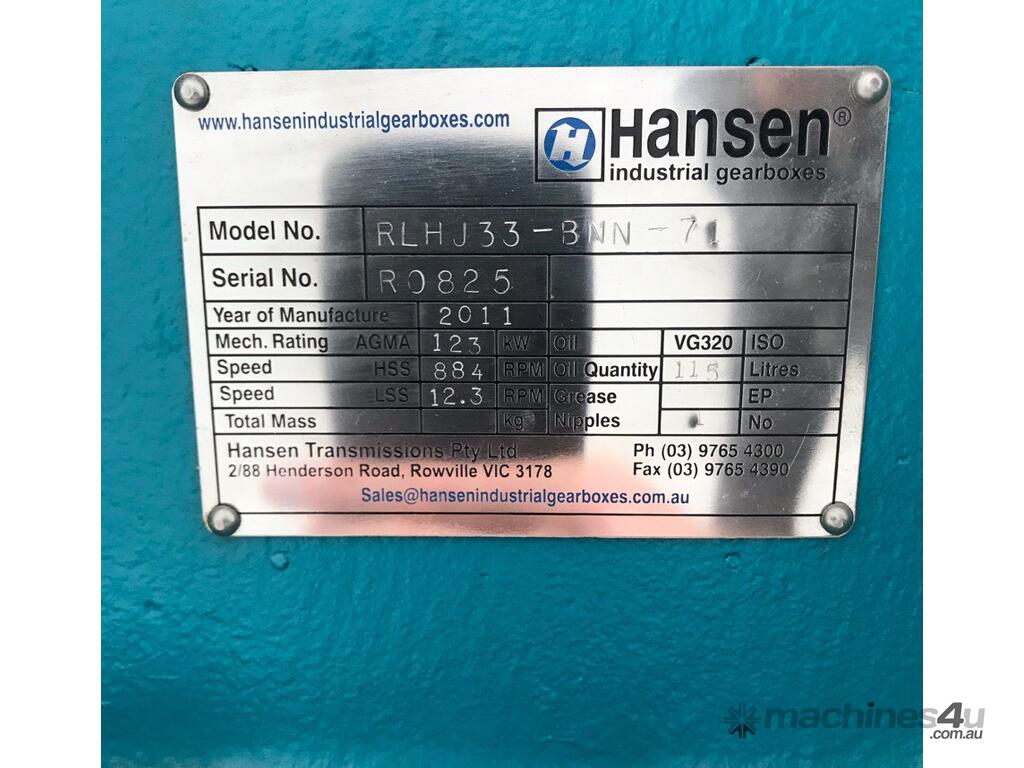 www.hansenindustrialgearboxes.com
H Hansen®
industrial gearboxes
Model No. RLHJ33-BNN-71
Serial No. R0825
Year of Manufacture 2011
Mech. Rating AGMA 123 kW Oil VG320 ISO
Speed HSS 884 RPM Oil Quantity 115 Litres
Speed LSS 12.3 RPM Grease EP
Total Mass kg Nipples No
Hansen Transmissions Pty Ltd Ph (03) 9765 4300
2/88 Henderson Road, Rowville VIC 3178 Fax (03) 9765 4390
Sales@hansenindustrialgearboxes.com.au
machines4u
.com.au